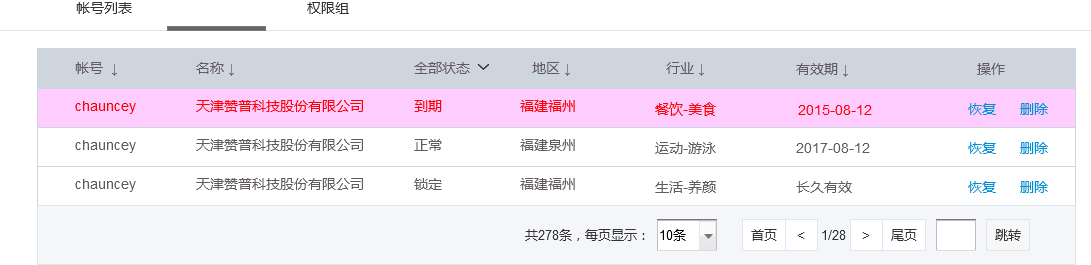 帐号列表 权限组
帐号 ↓ 名称↓ 全部状态 地区↓ 行业↓ 有效期↓ 操作
chauncey 天津赞普科技股份有限公司 到期 福建福州 餐饮-美食 2015-08-12 恢复 删除
chauncey 天津赞普科技股份有限公司 正常 福建泉州 运动-游泳 2017-08-12 恢复 删除
chauncey 天津赞普科技股份有限公司 锁定 福建福州 生活-养颜 长久有效 恢复 删除
共278条，每页显示： 10条 首页 < 1/28 > 尾页 跳转